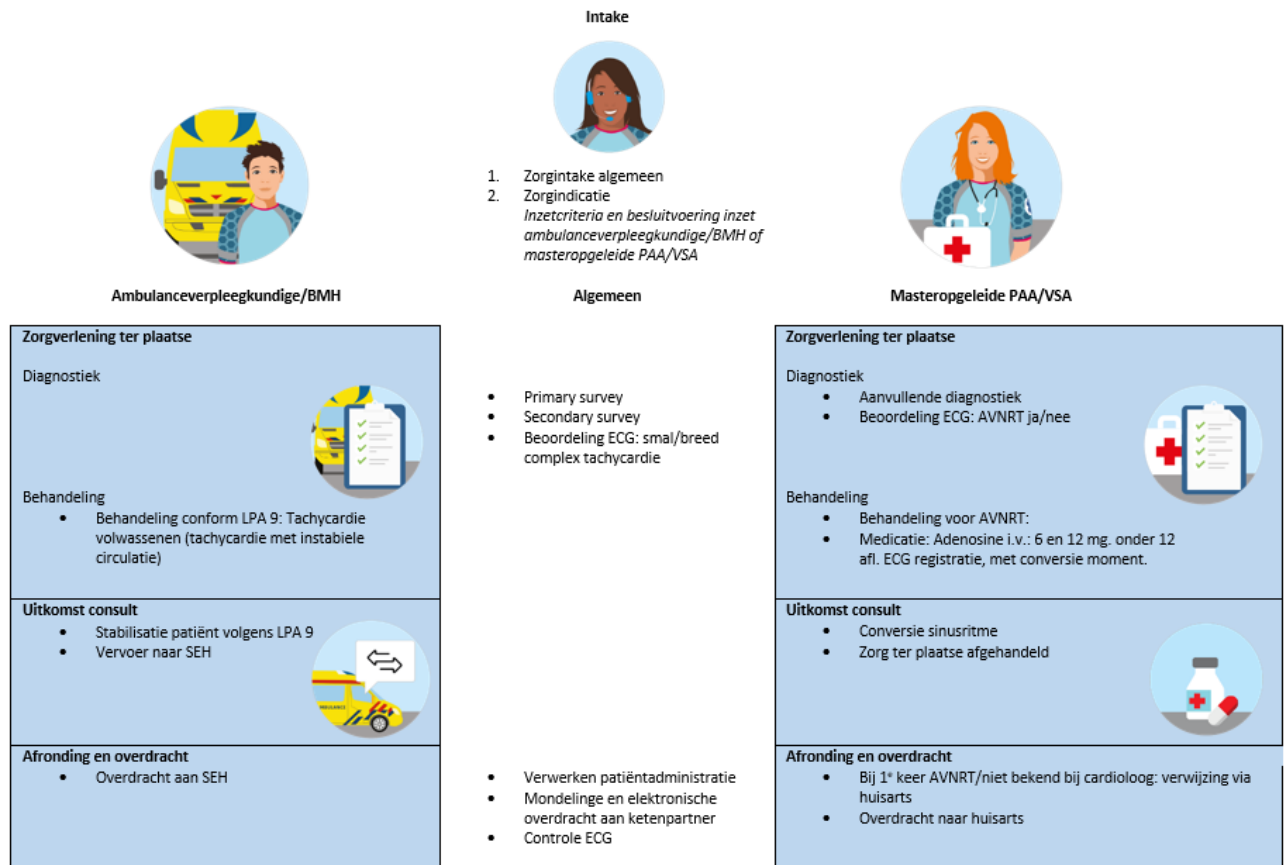 Intake
1. Zorgintake algemeen
2. Zorgindicatie
Inzetcriteria en besluitvoering inzet
ambulanceverpleegkundige/BMH of
masteropgeleide PAA/VSA
Ambulanceverpleegkundige/BMH
Algemeen
Masteropgeleide PAA/VSA
Zorgverlening ter plaatse
Diagnostiek
Behandeling
• Behandeling conform LPA 9: Tachycardie
volwassenen (tachycardie met instabiele
circulatie)
• Primary survey
• Secondary survey
• Beoordeling ECG: smal/breed
complex tachycardie
Zorgverlening ter plaatse
Diagnostiek
• Aanvullende diagnostiek
• Beoordeling ECG: AVNRT ja/nee
Behandeling
• Behandeling voor AVNRT:
• Medicatie: Adenosine i.v.: 6 en 12 mg. onder 12
afl. ECG registratie, met conversie moment.
Uitkomst consult
• Stabilisatie patiënt volgens LPA 9
• Vervoer naar SEH
AMBULANCE
Uitkomst consult
• Conversie sinusritme
• Zorg ter plaatse afgehandeld
Afronding en overdracht
• Overdracht aan SEH
• Verwerken patiëntadministratie
• Mondelinge en elektronische
overdracht aan ketenpartner
• Controle ECG
Afronding en overdracht
• Bij 1e keer AVNRT/niet bekend bij cardioloog: verwijzing via
huisarts
• Overdracht naar huisarts